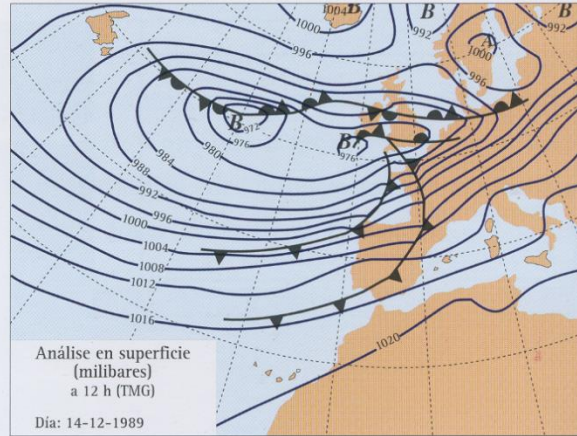 1004
B
B
992
B
992
1000
A
1000
996
996
B
972
976
980
B
976
984
988
992
996
1000
1004
1008
1012
1016
1020
Análise en superficie
(milibares)
a 12 h (TMG)
Día: 14-12-1989